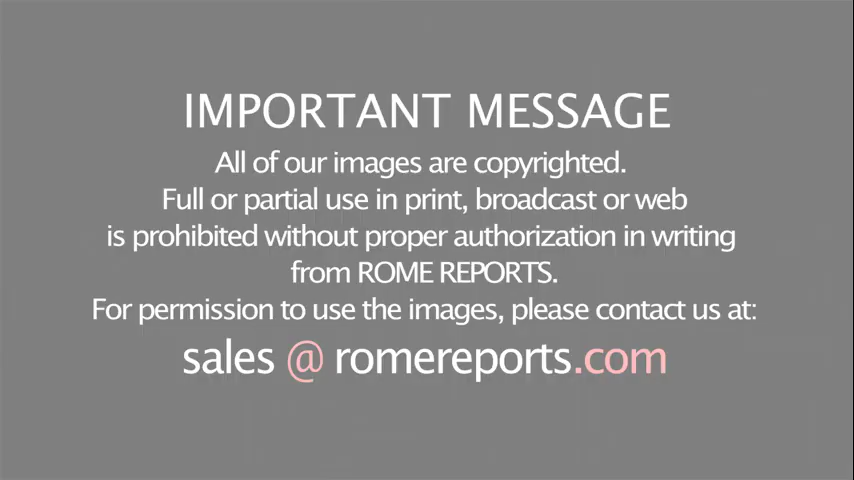 IMPORTANT MESSAGE
All of our images are copyrighted.
Full or partial use in print, broadcast or web
is prohibited without proper authorization in writing
from ROME REPORTS.
For permission to use the images, please contact us at:
sales @ romereports.com